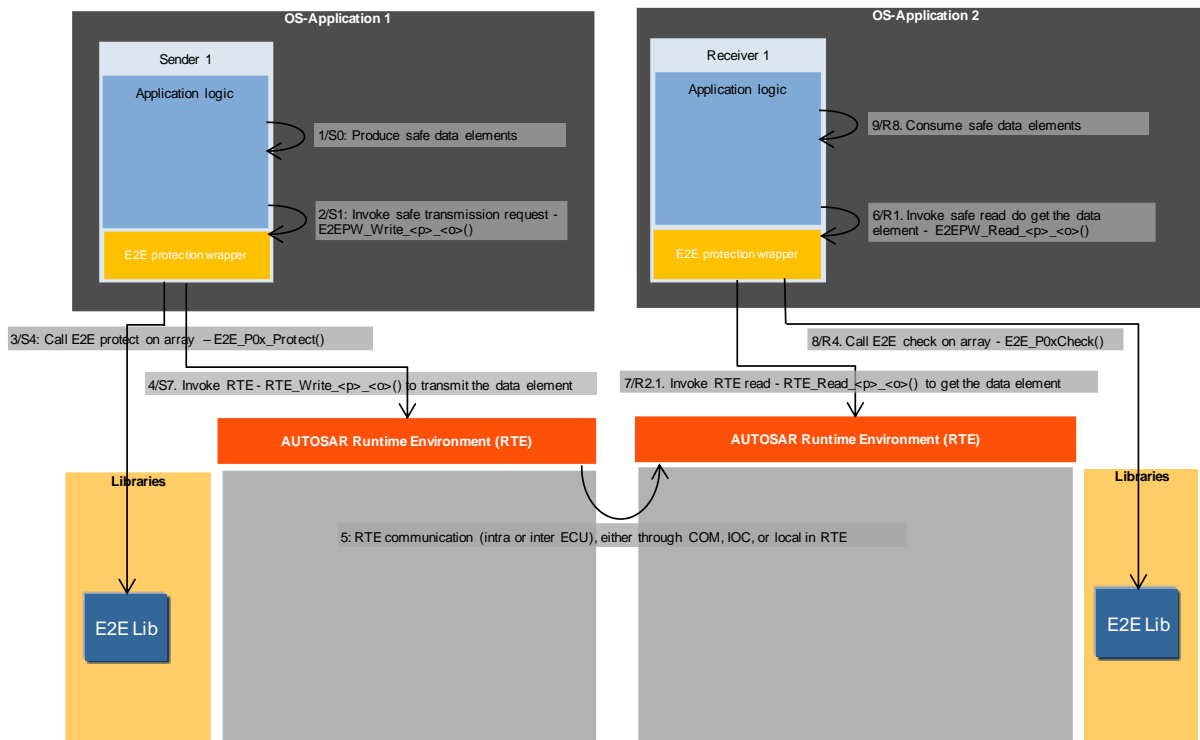 OS-Application 1
Sender 1
Application logic
1/S0: Produce safe data elements
2/S1: Invoke safe transmission request -
E2EPW_Write_<p>_<o>()
E2E protection wrapper
3/S4: Call E2E protect on array – E2E_P0x_Protect()
4/S7. Invoke RTE - RTE_Write_<p>_<o>() to transmit the data element
AUTOSAR Runtime Environment (RTE)
Libraries
E2E Lib
OS-Application 2
Receiver 1
Application logic
9/R8. Consume safe data elements
6/R1. Invoke safe read do get the data
element - E2EPW_Read_<p>_<o>()
E2E protection wrapper
8/R4. Call E2E check on array - E2E_P0xCheck()
7/R2.1. Invoke RTE read - RTE_Read_<p>_<o>() to get the data element
AUTOSAR Runtime Environment (RTE)
Libraries
5: RTE communication (intra or inter ECU), either through COM, IOC, or local in RTE
E2E Lib